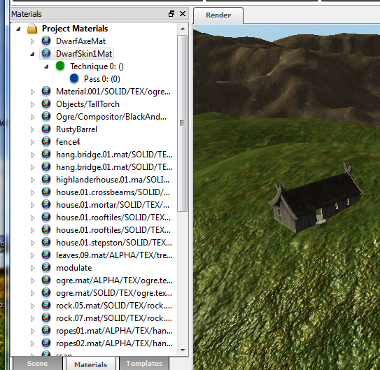 Materials
Render
Project Materials
DwarfAxeMat
DwarfSkin1Mat
Technique 0: ()
Pass 0: (0)
Material.001/SOLID/TEX/ogre...
Objects/TallTorch
Ogre/Compositor/BlackAnd...
RustyBarrel
fence4
hang.bridge.01.mat/SOLID/TE...
hang.bridge.01.mat/SOLID/TE...
highlanderhouse.01.ma/SOLID...
house.01.crossbeams/SOLID/...
house.01.mortar/SOLID/TEX/...
house.01.rooftiles/SOLID/TEX...
house.01.rooftiles/SOLID/TEX...
house.01.stepston/SOLID/TEX...
leaves.09.mat/ALPHA/TEX/tre...
modulate
ogre.mat/ALPHA/TEX/ogre.te...
ogre.mat/SOLID/TEX/ogre.tex...
rock.05.mat/SOLID/TEX/rock....
rock.07.mat/SOLID/TEX/rock....
ropes01.mat/ALPHA/TEX/han...
ropes02.mat/ALPHA/TEX/han...
Scene
Materials
Templates